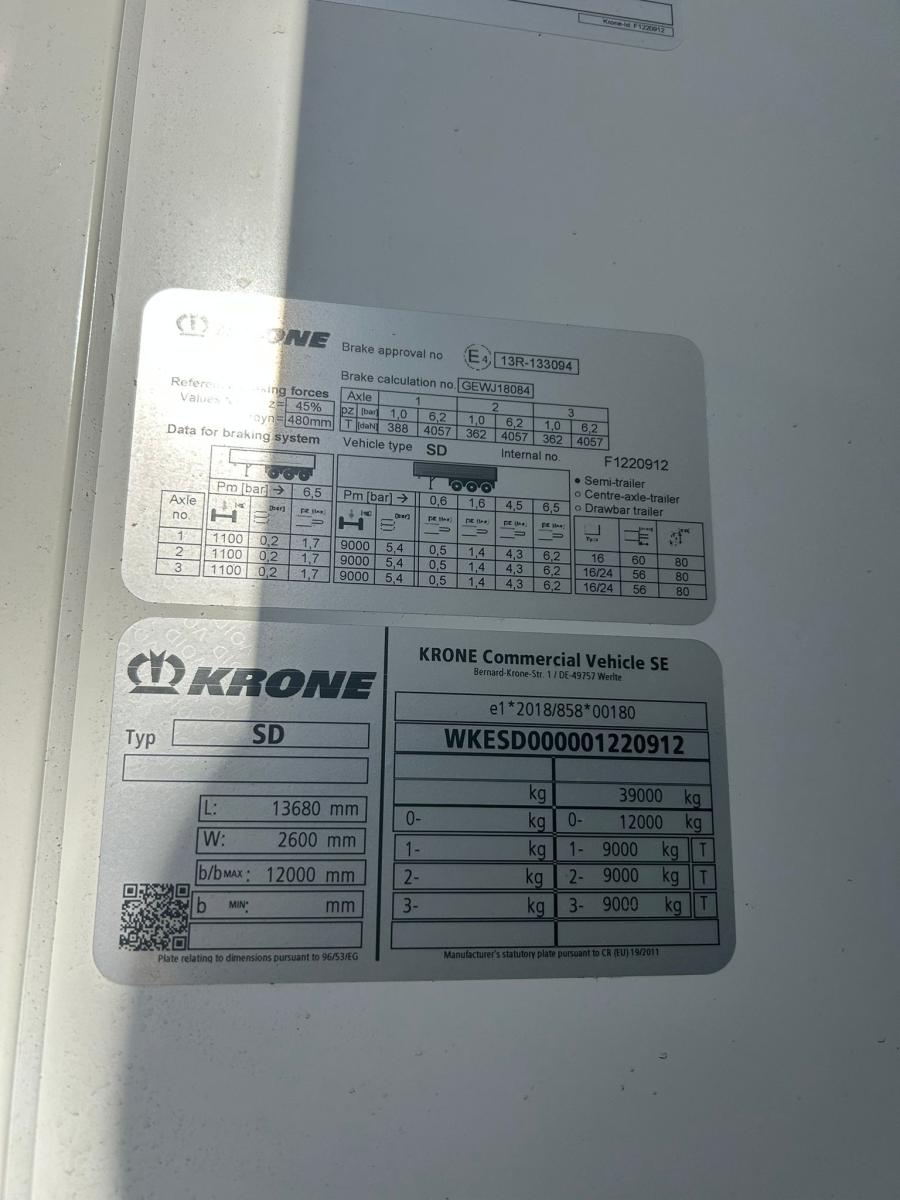 Krone-Id F1220912
KRONE
Brake approval no E4 13R-133094
Brake calculation no. GEWJ18084
king forces
Values z= 45%
dyn= 480mm
Axle 1 2 3
pz [bar] 1,0 6,2 1,0 6,2 1,0 6,2
T [daN] 388 4057 362 4057 362 4057
Data for braking system
Vehicle type SD
Internal no. F1220912
Semi-trailer
Centre-axle-trailer
Drawbar trailer
Pm [bar] → 6,5
Pm [bar] → 0,6 1,6 4,5 6,5
Axle no.
[bar]
[bar]
1 1100 0,2 1,7 9000 5,4 0,5 1,4 4,3 6,2 16 60 80
2 1100 0,2 1,7 9000 5,4 0,5 1,4 4,3 6,2 16/24 56 80
3 1100 0,2 1,7 9000 5,4 0,5 1,4 4,3 6,2 16/24 56 80
KRONE
Typ SD
L: 13680 mm
W: 2600 mm
b/b MAX: 12000 mm
b MIN: mm
Plate relating to dimensions pursuant to 96/53/EG
KRONE Commercial Vehicle SE
Bernard-Krone-Str. 1 / DE-49757 Werlte
e1*2018/858*00180
WKESD000001220912
kg 39000 kg
0- kg 0- 12000 kg
1- kg 1- 9000 kg T
2- kg 2- 9000 kg T
3- kg 3- 9000 kg T
Manufacturer's statutory plate pursuant to CR (EU) 19/2011